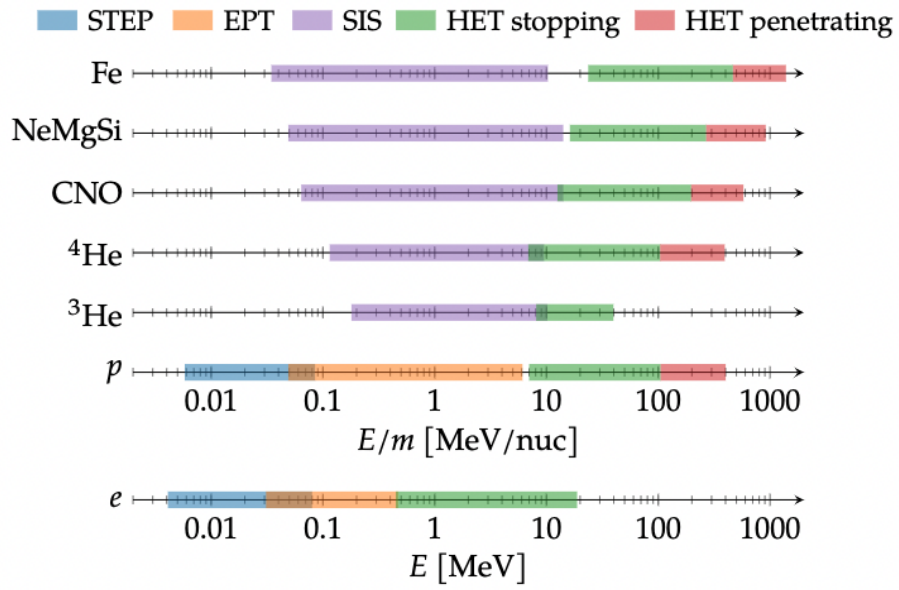 STEP EPT SIS HET stopping HET penetrating
Fe
NeMgSi
CNO
⁴He
³He
p
0.01 0.1 1 10 100 1000
E/m [MeV/nuc]
e
0.01 0.1 1 10 100 1000
E [MeV]